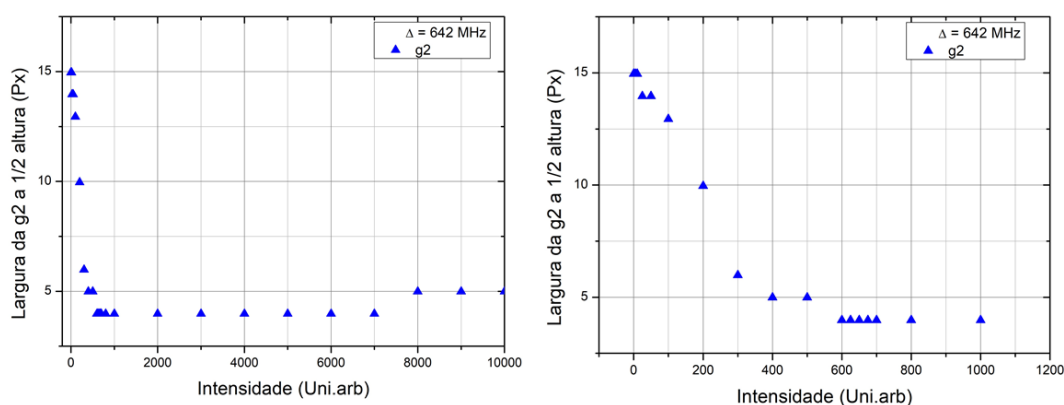 Δ = 642 MHz
g2
Largura da g2 a 1/2 altura (Px)
15
10
5
0
2000
4000
6000
8000
10000
Intensidade (Uni.arb)
Δ = 642 MHz
g2
Largura da g2 a 1/2 altura (Px)
15
10
5
0
200
400
600
800
1000
1200
Intensidade (Uni.arb)